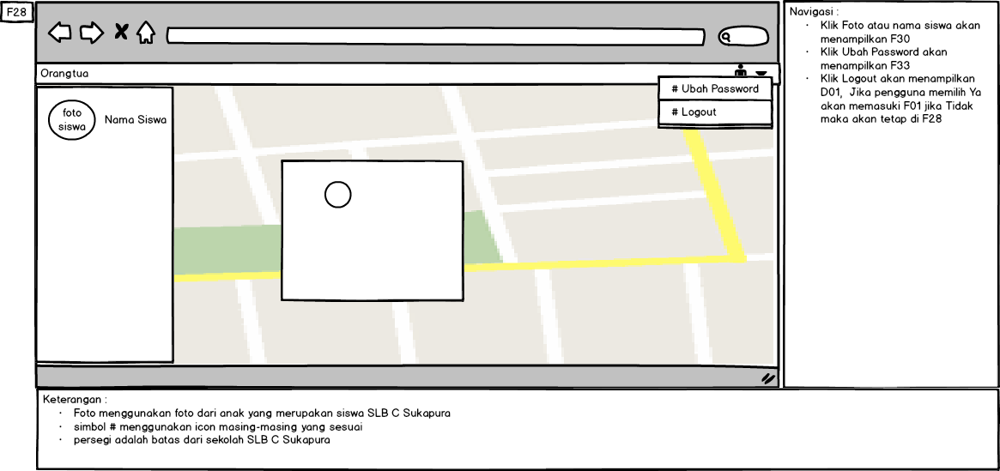 F28
Orangtua
# Ubah Password
# Logout
foto
siswa
Nama Siswa
Navigasi :
· Klik Foto atau nama siswa akan
menampilkan F30
· Klik Ubah Password akan
menampilkan F33
· Klik Logout akan menampilkan
D01, Jika pengguna memilih Ya
akan memasuki F01 jika Tidak
maka akan tetap di F28
Keterangan :
· Foto menggunakan foto dari anak yang merupakan siswa SLB C Sukapura
· simbol # menggunakan icon masing-masing yang sesuai
· persegi adalah batas dari sekolah SLB C Sukapura